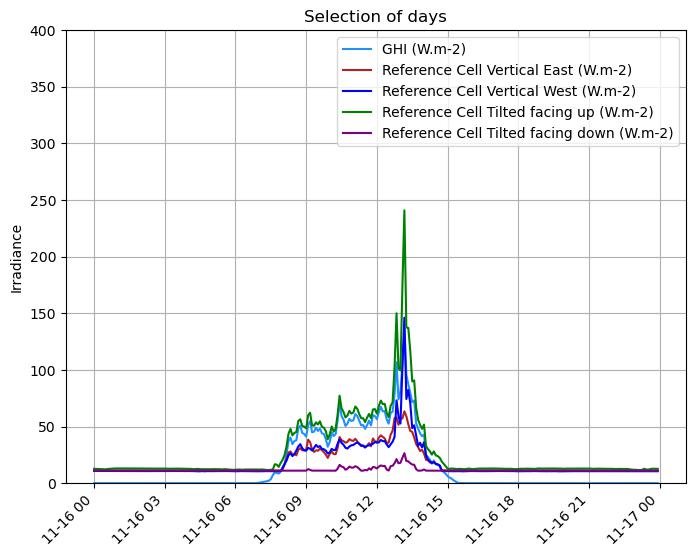 Selection of days
400
350
300
250
200
150
100
50
0
Irradiance
GHI (W.m-2)
Reference Cell Vertical East (W.m-2)
Reference Cell Vertical West (W.m-2)
Reference Cell Tilted facing up (W.m-2)
Reference Cell Tilted facing down (W.m-2)
11-16 00
11-16 03
11-16 06
11-16 09
11-16 12
11-16 15
11-16 18
11-16 21
11-17 00